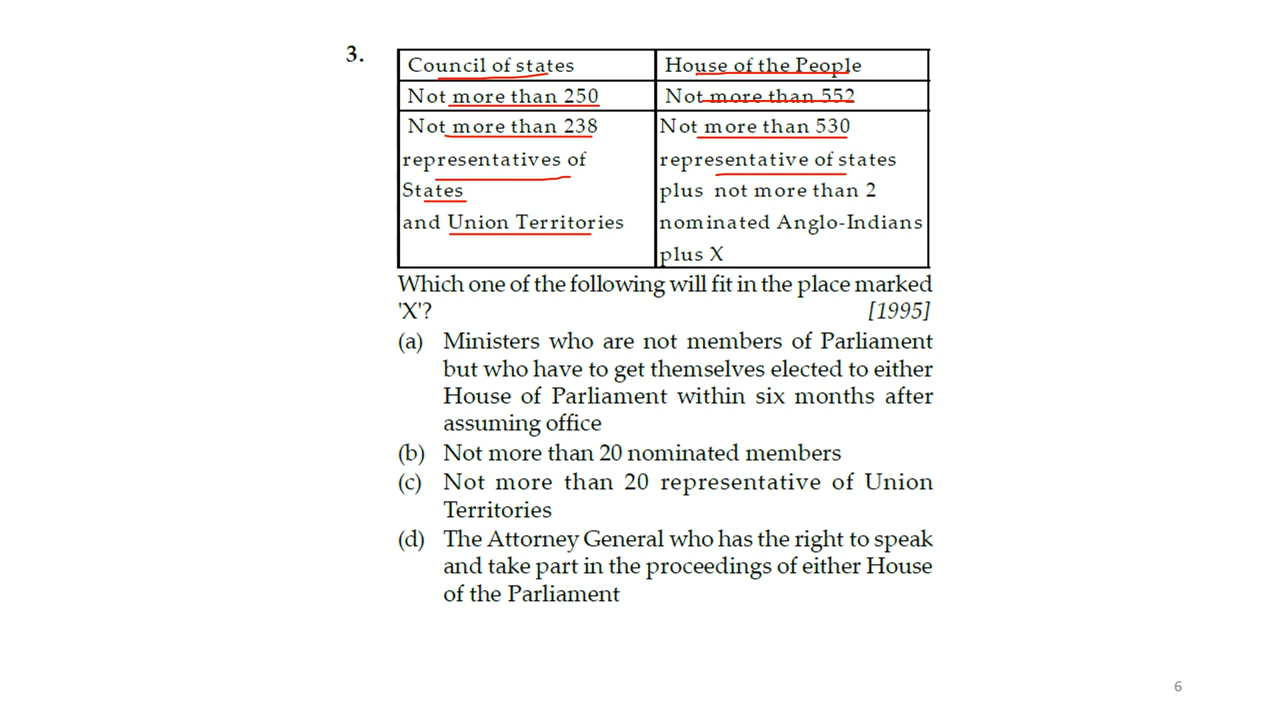 3.
Council of states House of the People
Not more than 250 Not more than 552
Not more than 238 Not more than 530
representatives of representative of states
States plus not more than 2
and Union Territories nominated Anglo-Indians
plus X
Which one of the following will fit in the place marked
'X'? [1995]
(a) Ministers who are not members of Parliament
but who have to get themselves elected to either
House of Parliament within six months after
assuming office
(b) Not more than 20 nominated members
(c) Not more than 20 representative of Union
Territories
(d) The Attorney General who has the right to speak
and take part in the proceedings of either House
of the Parliament
6